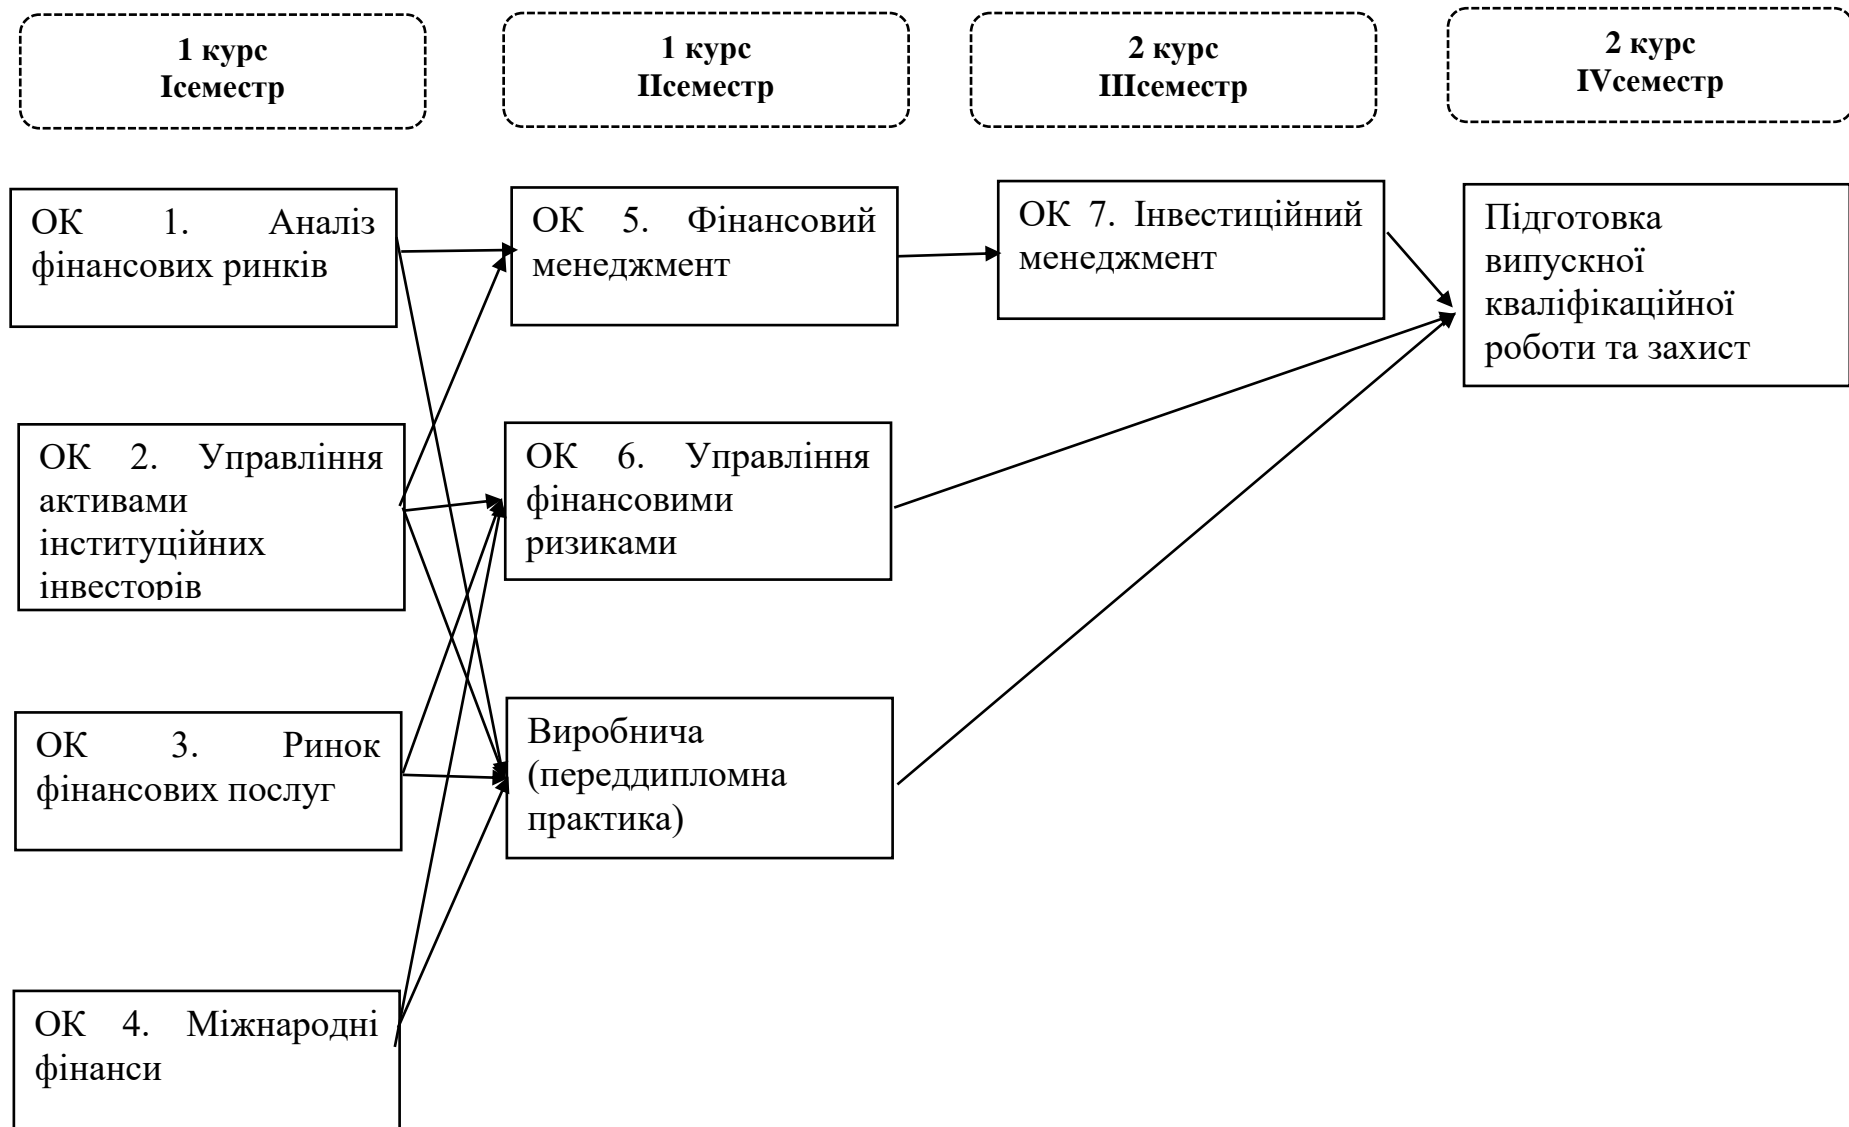 1 курс
Ісеместр
1 курс
ІІсеместр
2 курс
ІІІсеместр
2 курс
IVсеместр
ОК 1. Аналіз
фінансових ринків
ОК 5. Фінансовий
менеджмент
ОК 7. Інвестиційний
менеджмент
Підготовка
випускної
кваліфікаційної
роботи та захист
ОК 2. Управління
активами
інституційних
інвесторів
ОК 6. Управління
фінансовими
ризиками
ОК 3. Ринок
фінансових послуг
Виробнича
(переддипломна
практика)
ОК 4. Міжнародні
фінанси